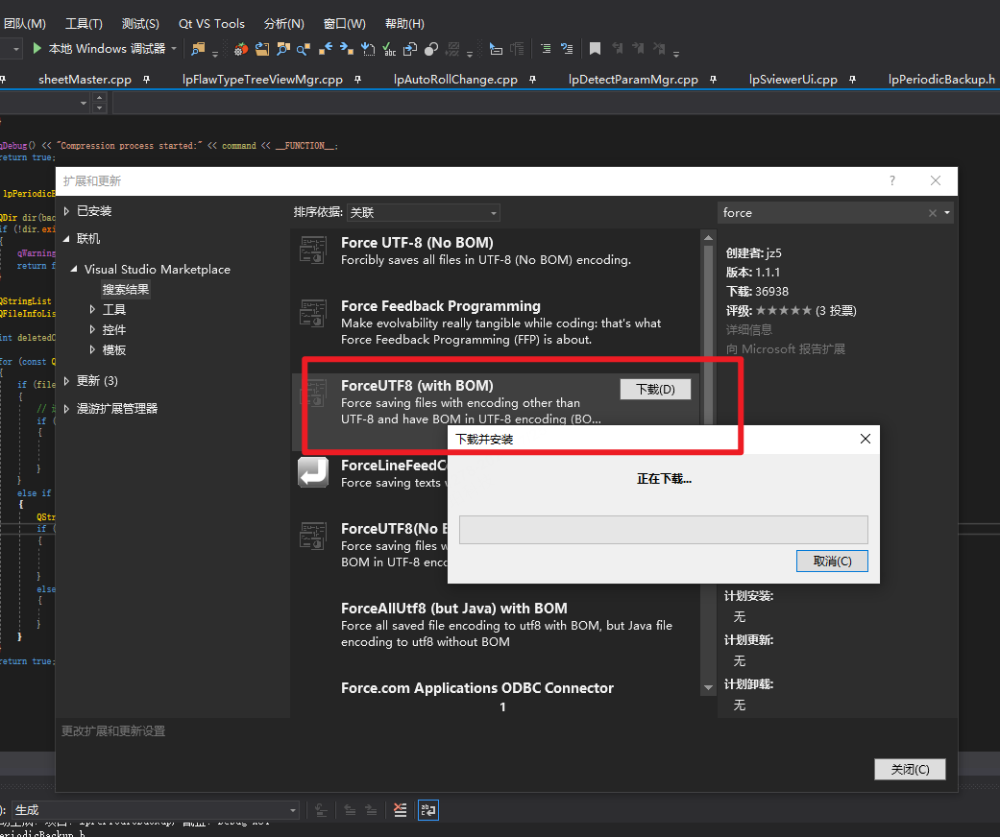 团队(M) 工具(T) 测试(S) Qt VS Tools 分析(N) 窗口(W) 帮助(H)
本地 Windows 调试器
sheetMaster.cpp lpFlawTypeTreeViewMgr.cpp lpAutoRollChange.cpp lpDetectParamMgr.cpp lpSviewerUi.cpp lpPeriodicBackup.h
qDebug() << "Compression process started:" << command << __FUNCTION__;
return true;
扩展和更新
?
lpPeriodicB
已安装
排序依据: 关联
force
QDir dir(bac
if (!dir.exi
{
qWarning
return f
联机
Visual Studio Marketplace
搜索结果
工具
控件
模板
更新 (3)
漫游扩展管理器
QStringList
QFileInfoLis
int deletedC
for (const Q
{
if (file
{
if (
{
}
}
else if
{
QStr
if (
{
}
else
{
}
}
return true;
Force UTF-8 (No BOM)
Forcibly saves all files in UTF-8 (No BOM) encoding.
Force Feedback Programming
Make evolvability really tangible while coding: that's what
Force Feedback Programming (FFP) is about.
ForceUTF8 (with BOM)
下载(D)
Force saving files with encoding other than
UTF-8 and have BOM in UTF-8 encoding (BO...
ForceLineFeedC
Force saving texts
ForceUTF8(No B
Force saving files w
BOM in UTF-8 enco
ForceAllUtf8 (but Java) with BOM
Force all saved file encoding to utf8 with BOM, but Java file
encoding to utf8 without BOM
Force.com Applications ODBC Connector
1
创建者: jz5
版本: 1.1.1
下载: 36938
评级: ★★★★★ (3 投票)
详细信息
向 Microsoft 报告扩展
下载并安装
正在下载...
取消(C)
计划安装:
无
计划更新:
无
计划卸载:
无
更改扩展和更新设置
关闭(C)
): 生成
eriodicBackup.h